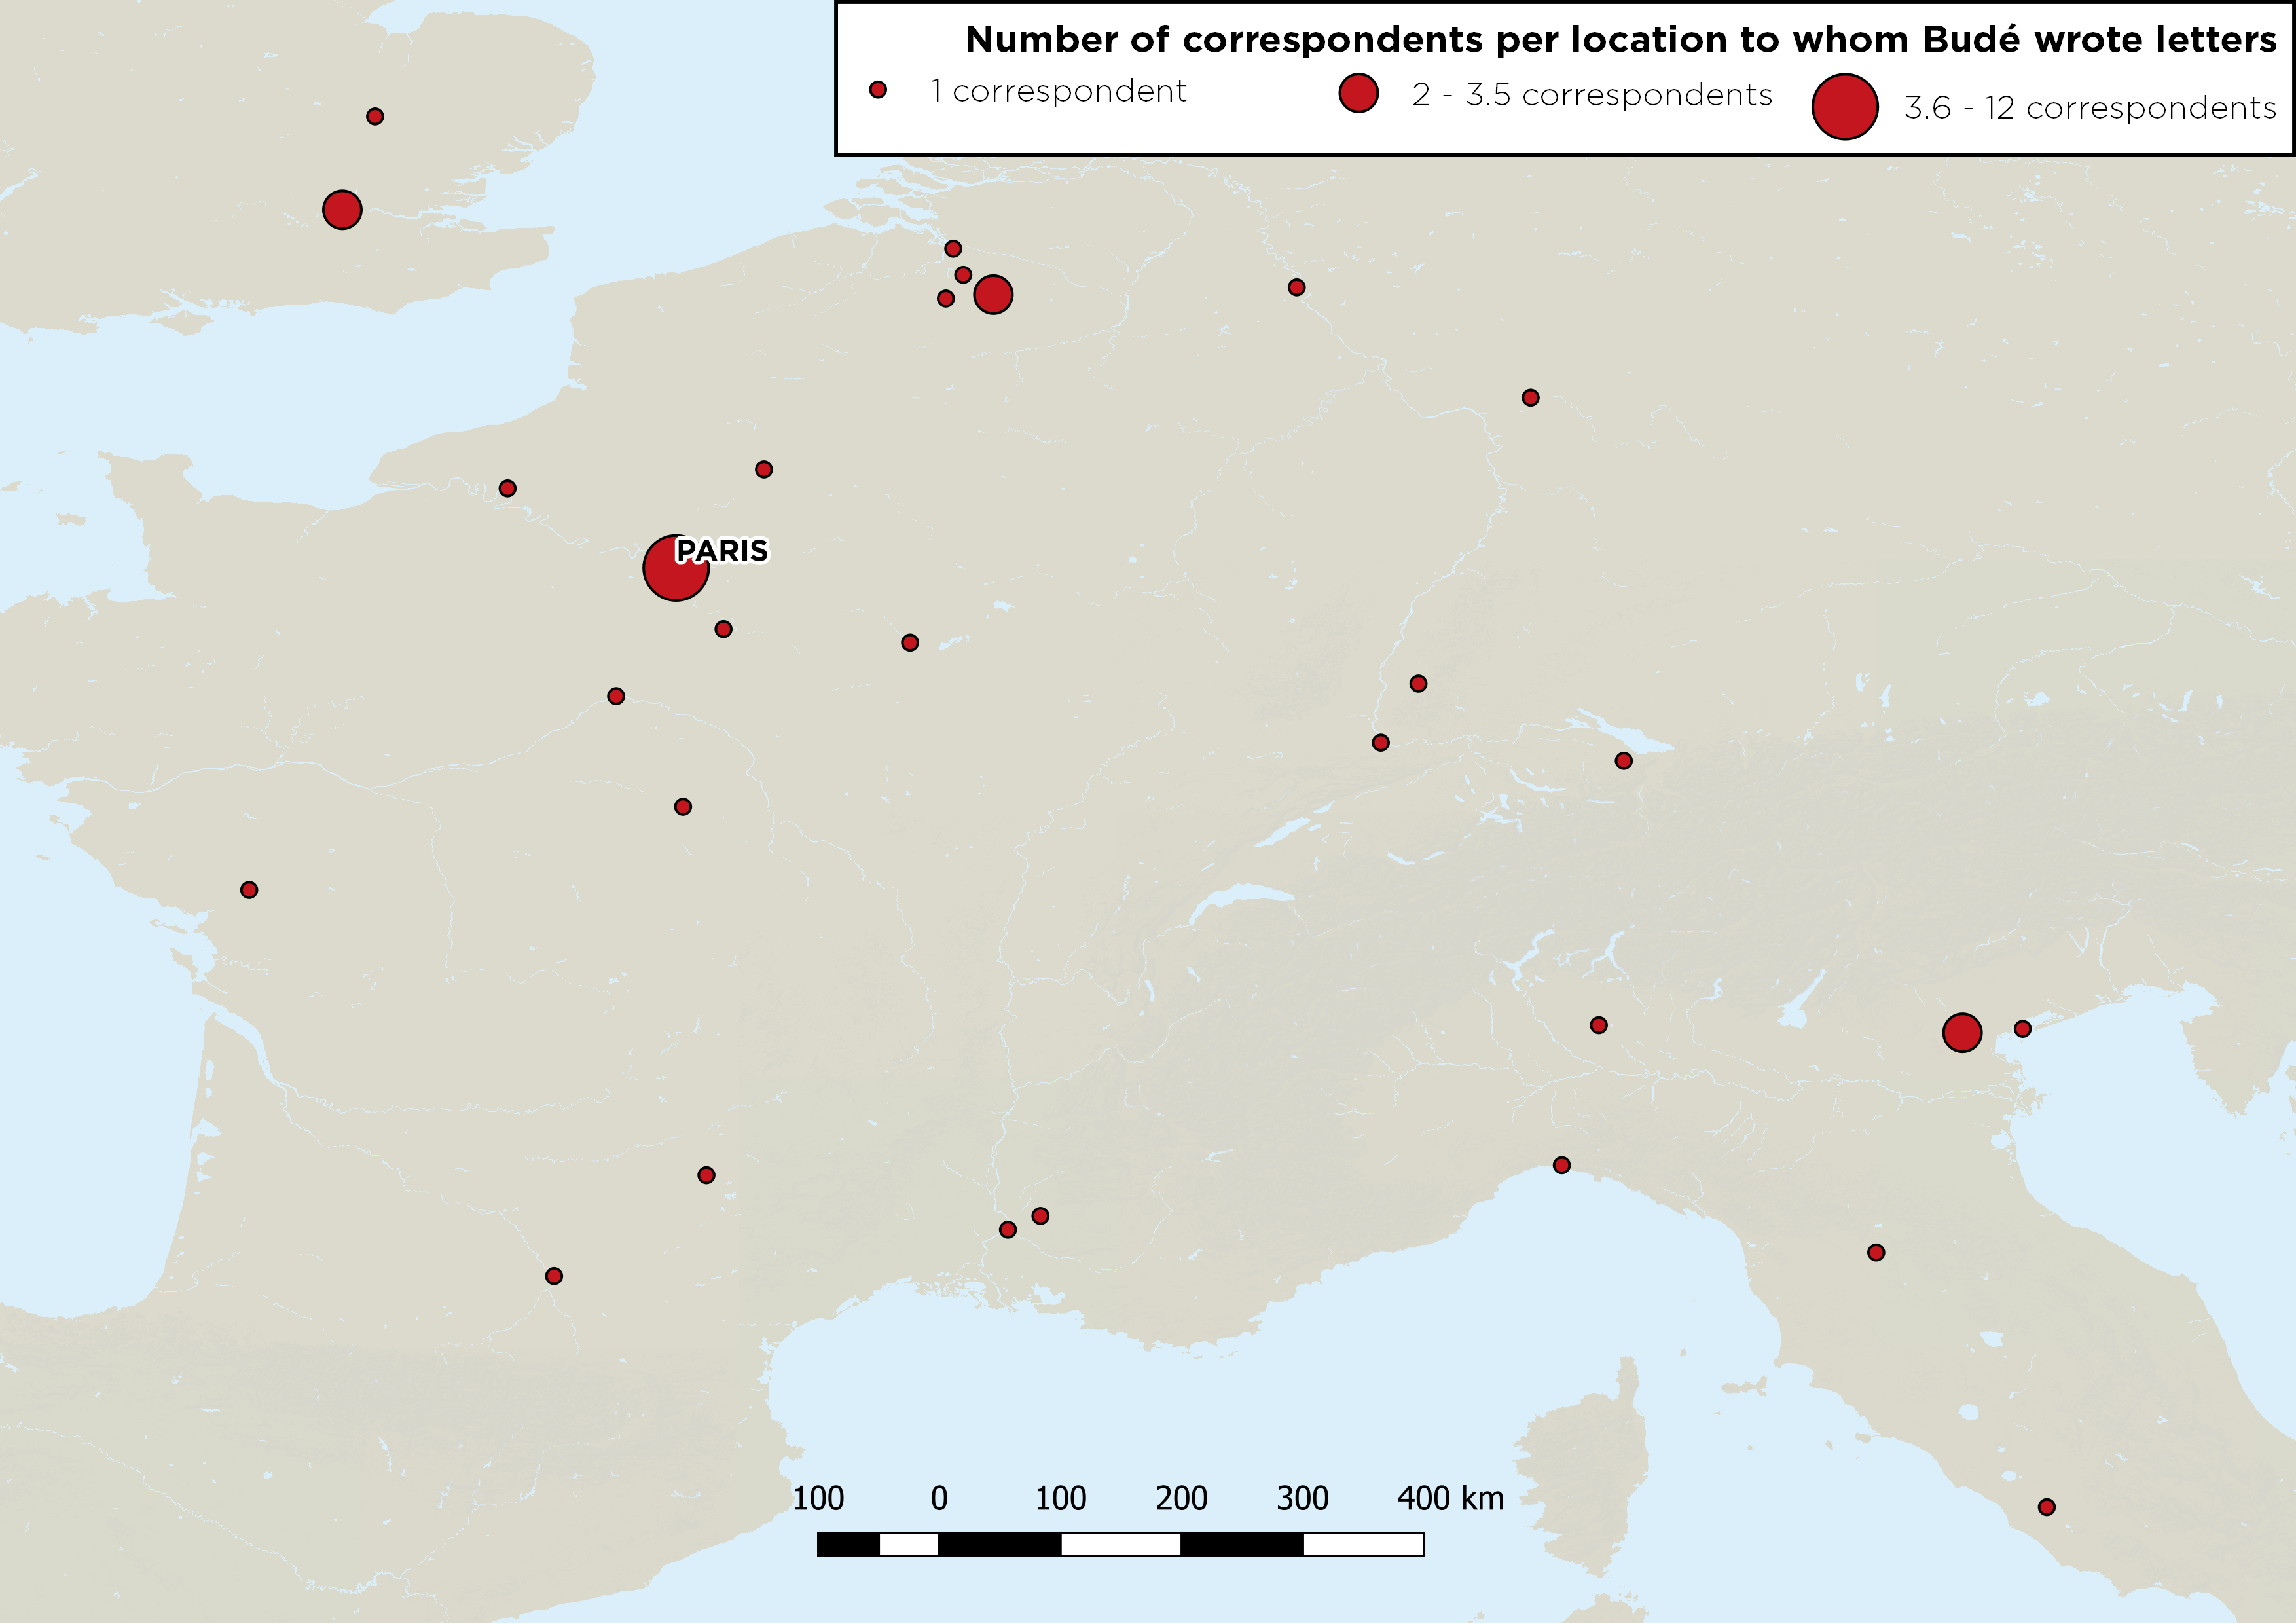 Number of correspondents per location to whom Budé wrote letters
1 correspondent 2 - 3.5 correspondents 3.6 - 12 correspondents
PARIS
100 0 100 200 300 400 km